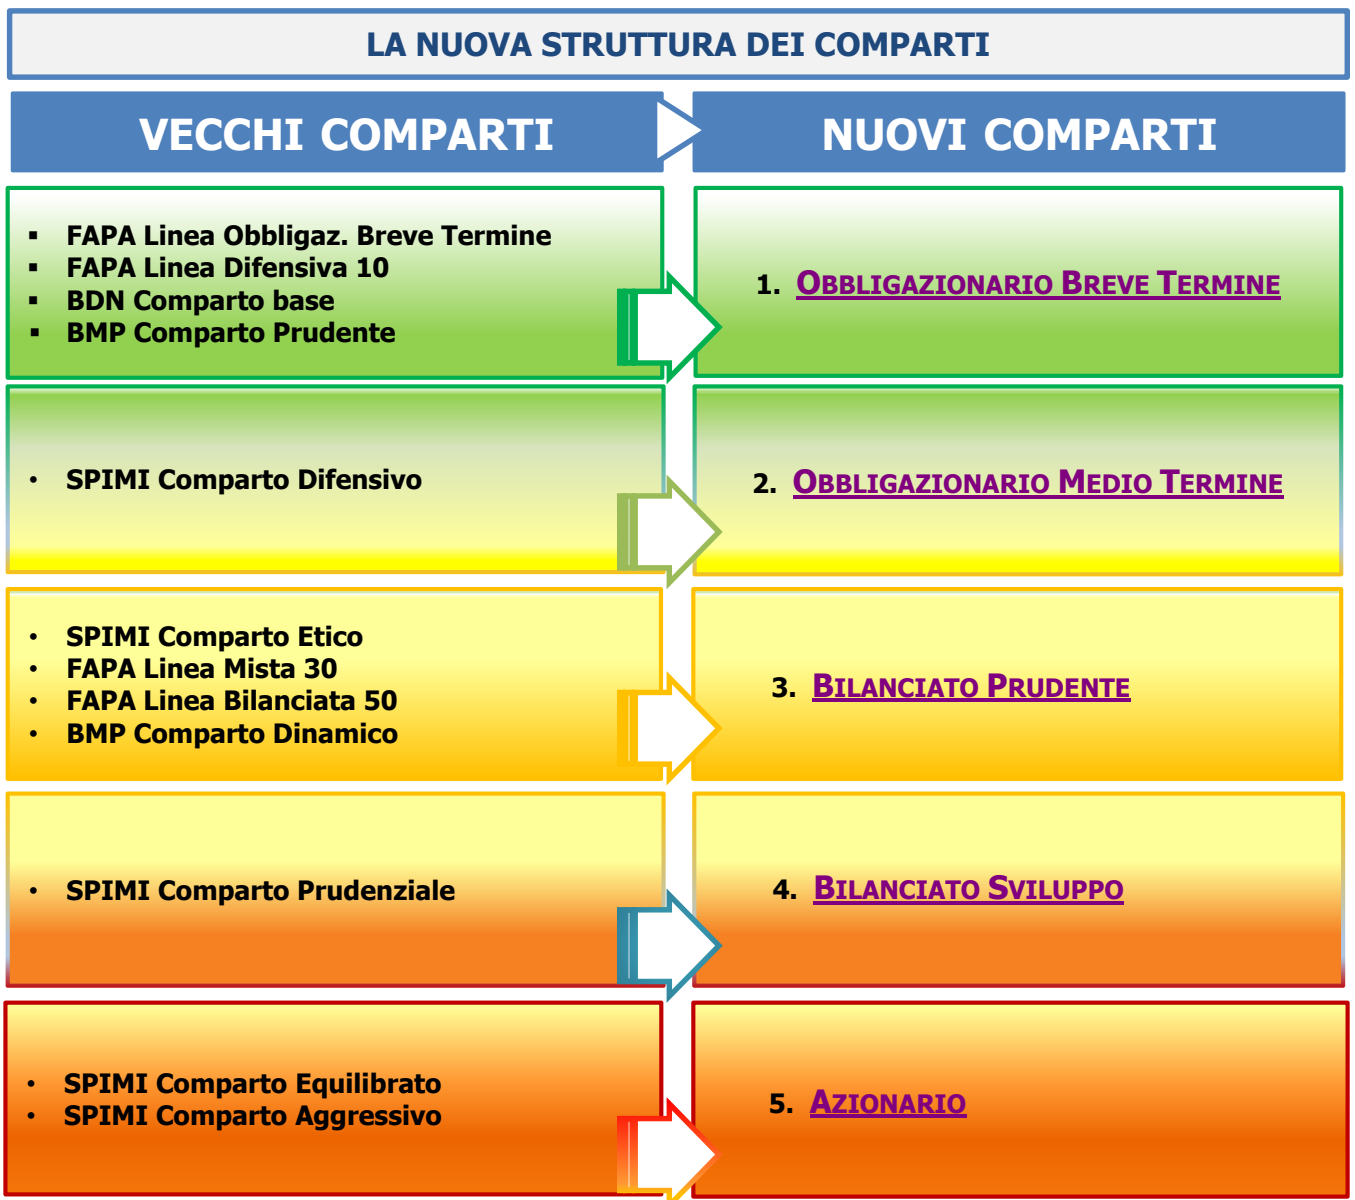 LA NUOVA STRUTTURA DEI COMPARTI
VECCHI COMPARTI
NUOVI COMPARTI
▪ FAPA Linea Obbligaz. Breve Termine
▪ FAPA Linea Difensiva 10
▪ BDN Comparto base
▪ BMP Comparto Prudente
1. OBBLIGAZIONARIO BREVE TERMINE
• SPIMI Comparto Difensivo
2. OBBLIGAZIONARIO MEDIO TERMINE
• SPIMI Comparto Etico
• FAPA Linea Mista 30
• FAPA Linea Bilanciata 50
• BMP Comparto Dinamico
3. BILANCIATO PRUDENTE
• SPIMI Comparto Prudenziale
4. BILANCIATO SVILUPPO
• SPIMI Comparto Equilibrato
• SPIMI Comparto Aggressivo
5. AZIONARIO